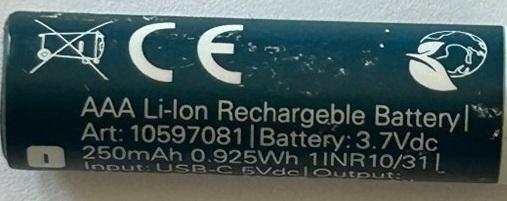 CE
AAA Li-Ion Rechargeble Battery|
Art: 10597081|Battery: 3.7Vdc
250mAh 0.925Wh 1INR10/31|
Input: USB-C 5Vdc|Output: